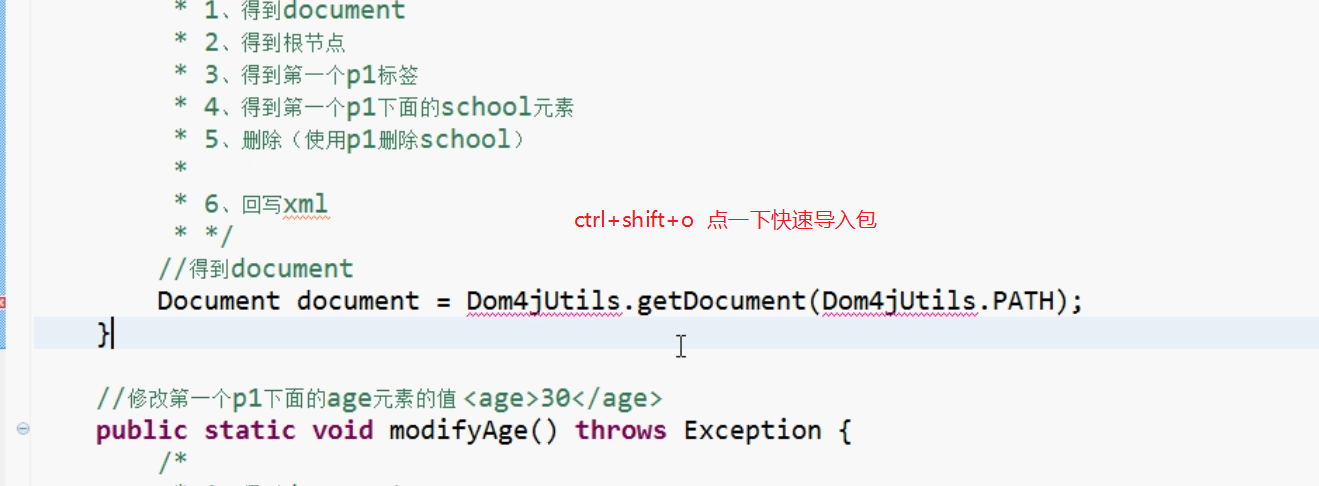 * 1、得到document
* 2、得到根节点
* 3、得到第一个p1标签
* 4、得到第一个p1下面的school元素
* 5、删除（使用p1删除school）
*
* 6、回写xml
ctrl+shift+o 点一下快速导入包
* */
//得到document
Document document = Dom4jUtils.getDocument(Dom4jUtils.PATH);
}
//修改第一个p1下面的age元素的值 <age>30</age>
public static void modifyAge() throws Exception {
/*